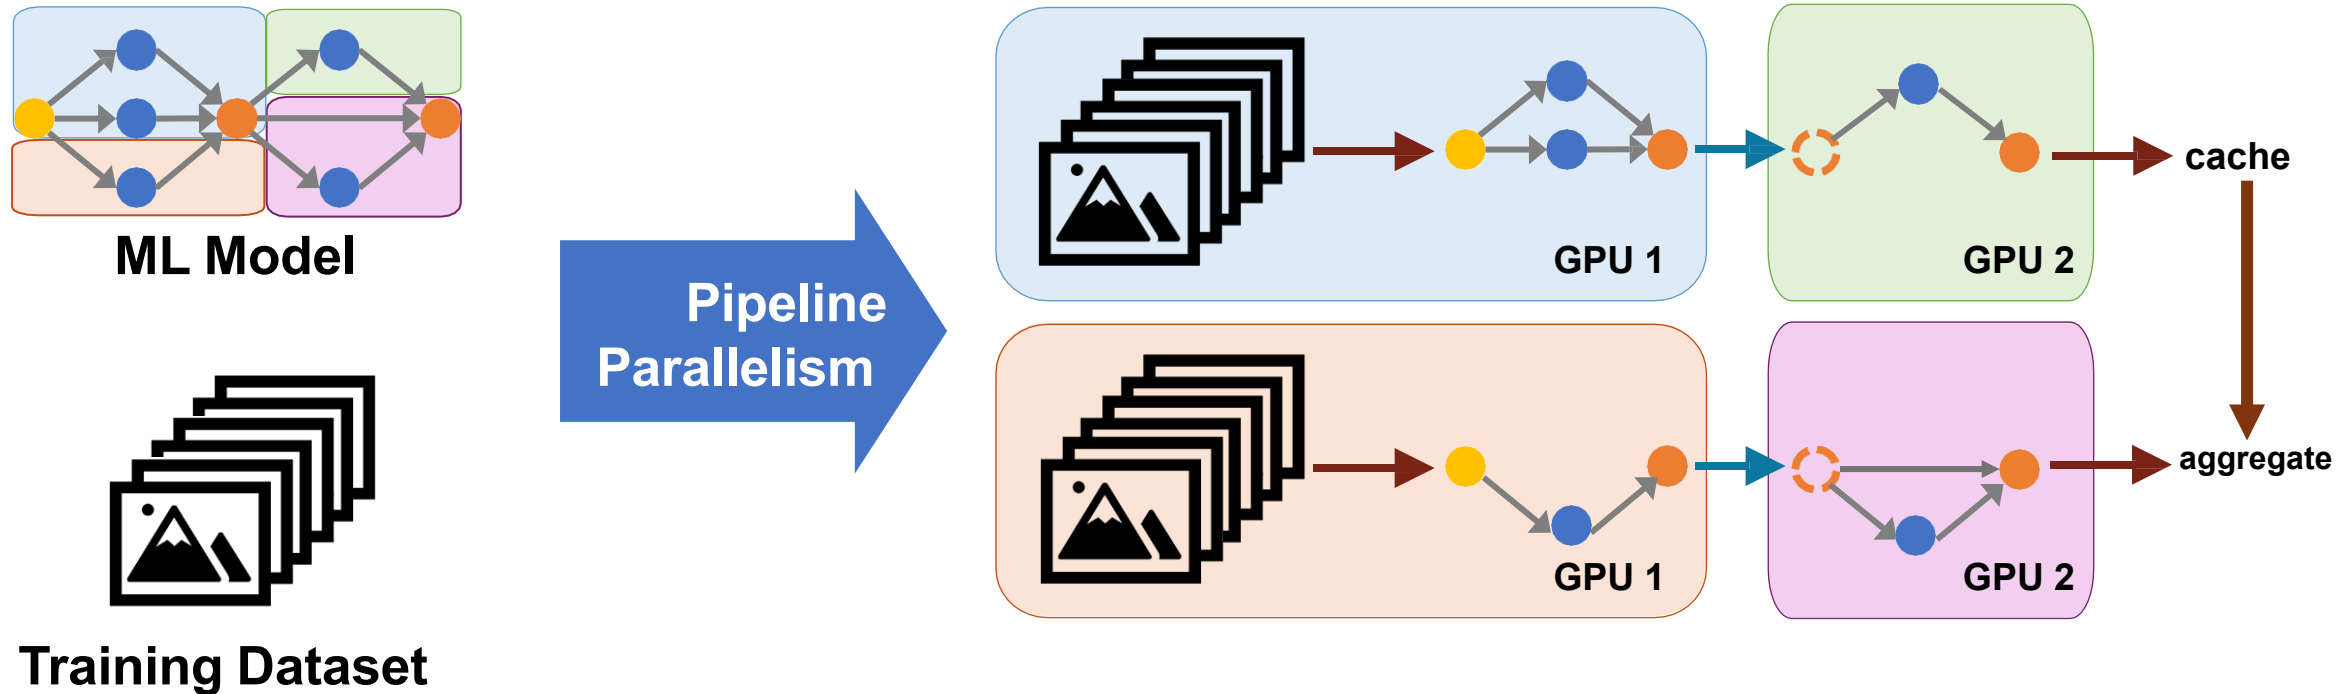 ML Model
Training Dataset
Pipeline
Parallelism
GPU 1
GPU 2
cache
GPU 1
GPU 2
aggregate